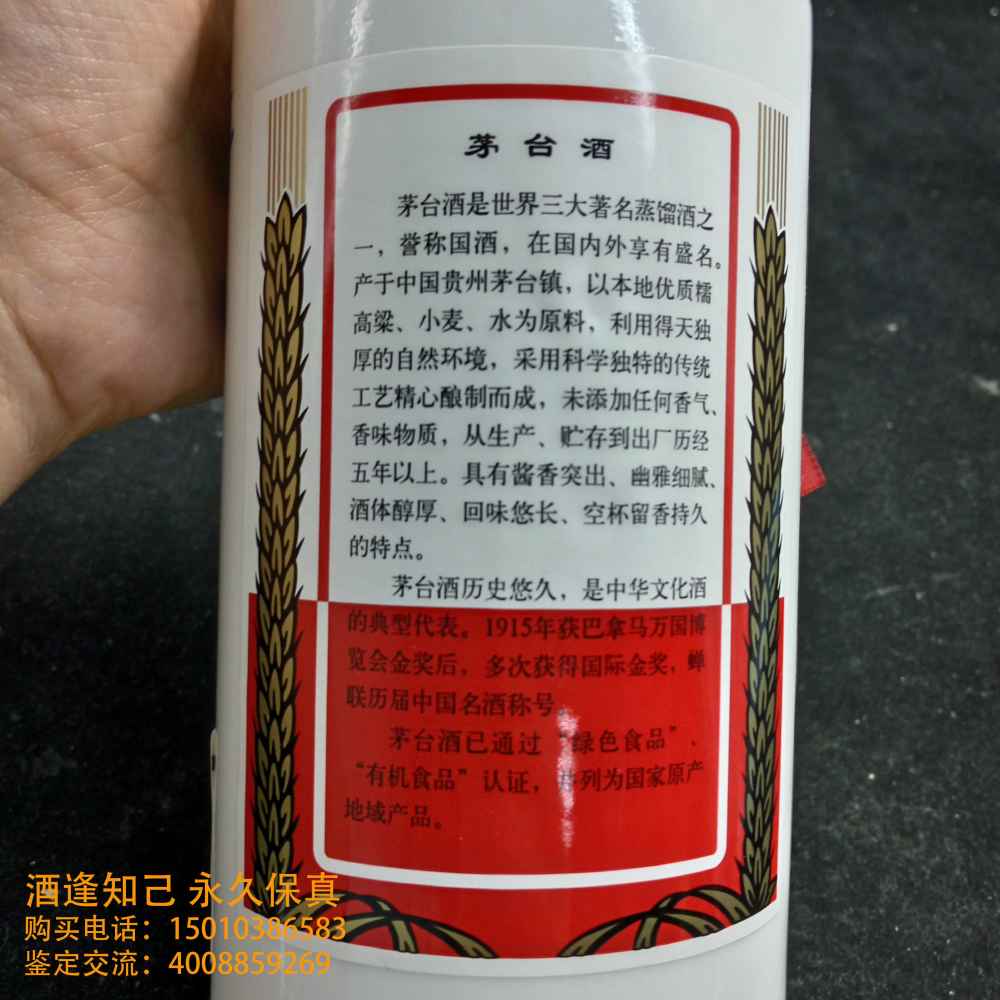 茅台酒
茅台酒是世界三大著名蒸馏酒之
一，誉称国酒，在国内外享有盛名。
产于中国贵州茅台镇，以本地优质糯
高粱、小麦、水为原料，利用得天独
厚的自然环境，采用科学独特的传统
工艺精心酿制而成，未添加任何香气、
香味物质，从生产、贮存到出厂历经
五年以上。具有酱香突出、幽雅细腻、
酒体醇厚、回味悠长、空杯留香持久
的特点。
茅台酒历史悠久，是中华文化酒
的典型代表。1915年获巴拿马万国博
览会金奖后，多次获得国际金奖，蝉
联历届中国名酒称号。
茅台酒已通过“绿色食品”、
“有机食品”认证，并列为国家原产
地域产品。
酒逢知己 永久保真
购买电话：15010386583
鉴定交流：4008859269